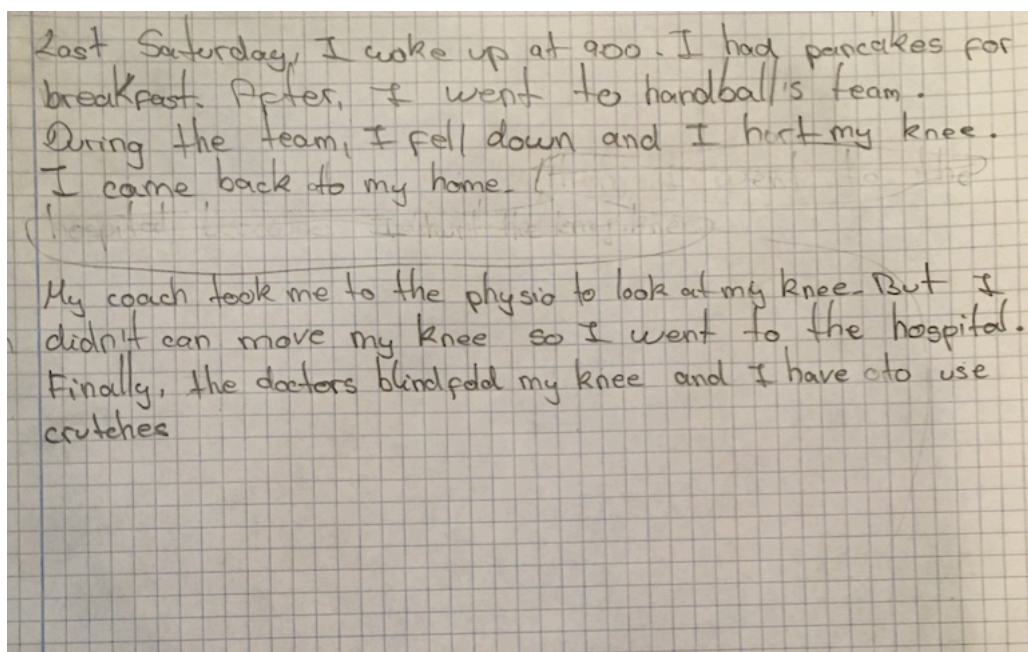 Last Saturday, I woke up at 900. I had pancakes for
breakfast. After, I went to handball's team.
During the team, I fell down and I hurt my knee.
I came back to my home.
hospital
My coach took me to the physio to look at my knee. But I
didn't can move my knee so I went to the hospital.
Finally, the doctors blindfold my knee and I have to use
crutches